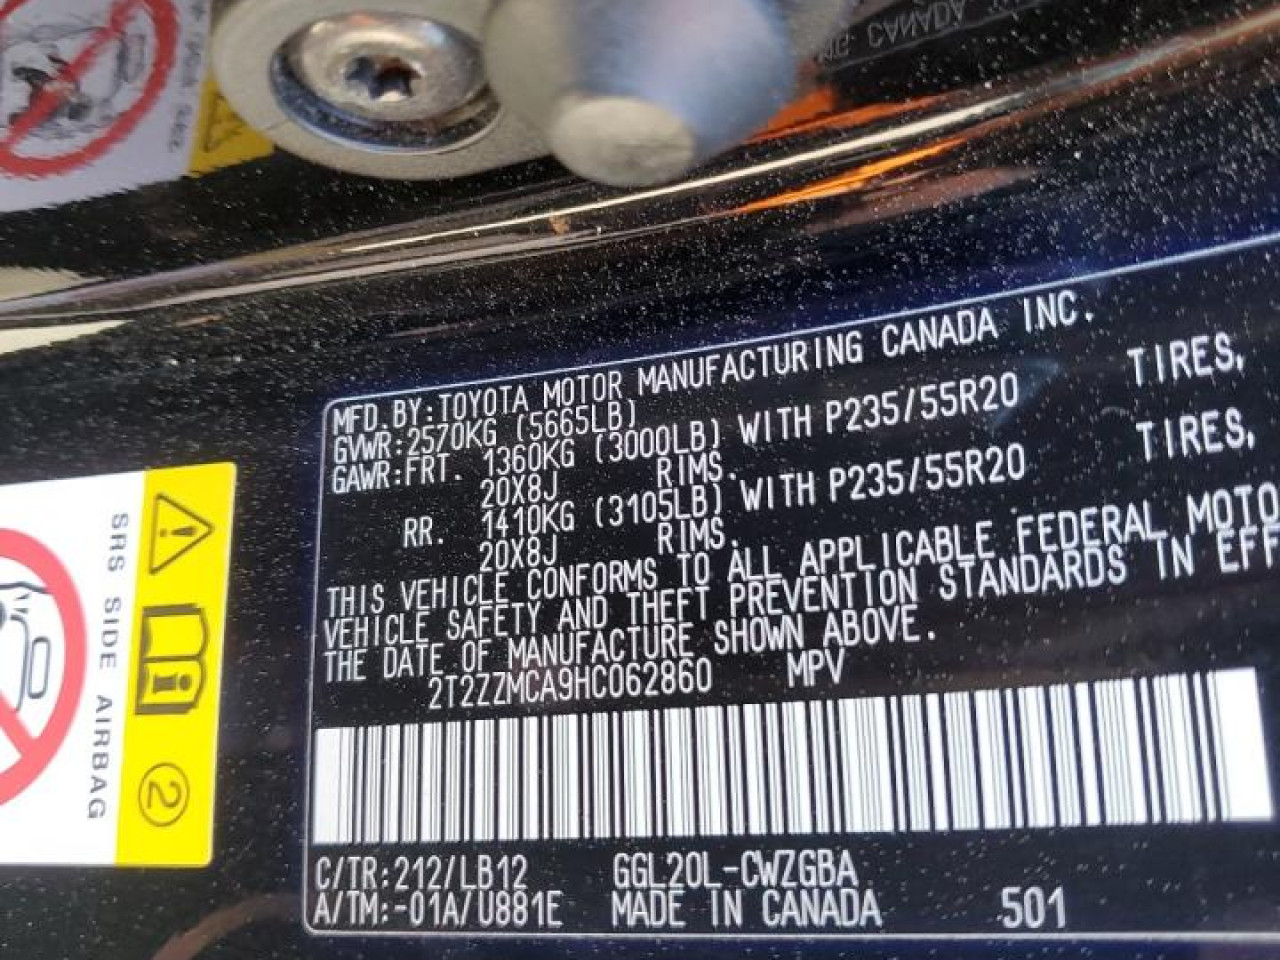 NG CANADA
MFD.BY:TOYOTA MOTOR MANUFACTURING CANADA INC.
GVWR:2570KG (5665LB)
GAWR:FRT. 1360KG (3000LB) WITH P235/55R20 TIRES,
20X8J RIMS.
RR. 1410KG (3105LB) WITH P235/55R20 TIRES,
20X8J RIMS.
THIS VEHICLE CONFORMS TO ALL APPLICABLE FEDERAL MOTO
VEHICLE SAFETY AND THEFT PREVENTION STANDARDS IN EFF
THE DATE OF MANUFACTURE SHOWN ABOVE.
2T2ZZMCA9HC062860 MPV
C/TR:212/LB12 GGL20L-CWZGBA
A/TM:-01A/U881E MADE IN CANADA 501
SRS SIDE AIRBAG
2